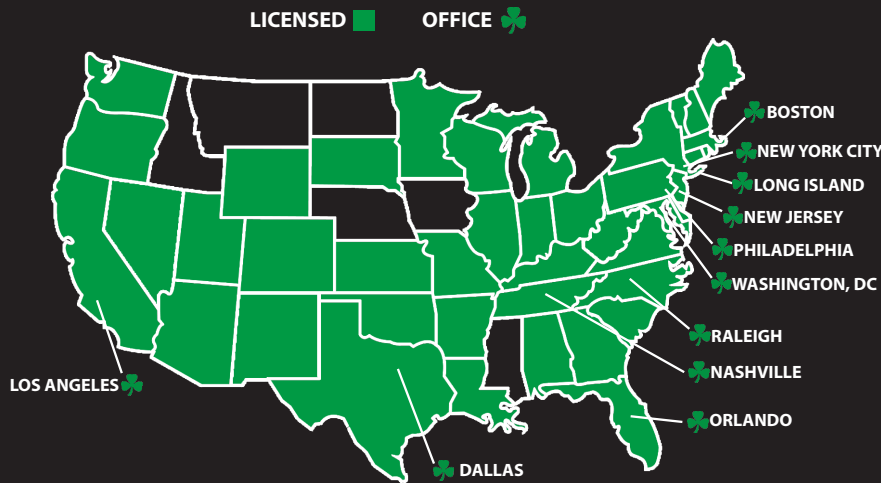 LICENSED
OFFICE
BOSTON
NEW YORK CITY
LONG ISLAND
NEW JERSEY
PHILADELPHIA
WASHINGTON, DC
RALEIGH
NASHVILLE
LOS ANGELES
ORLANDO
DALLAS